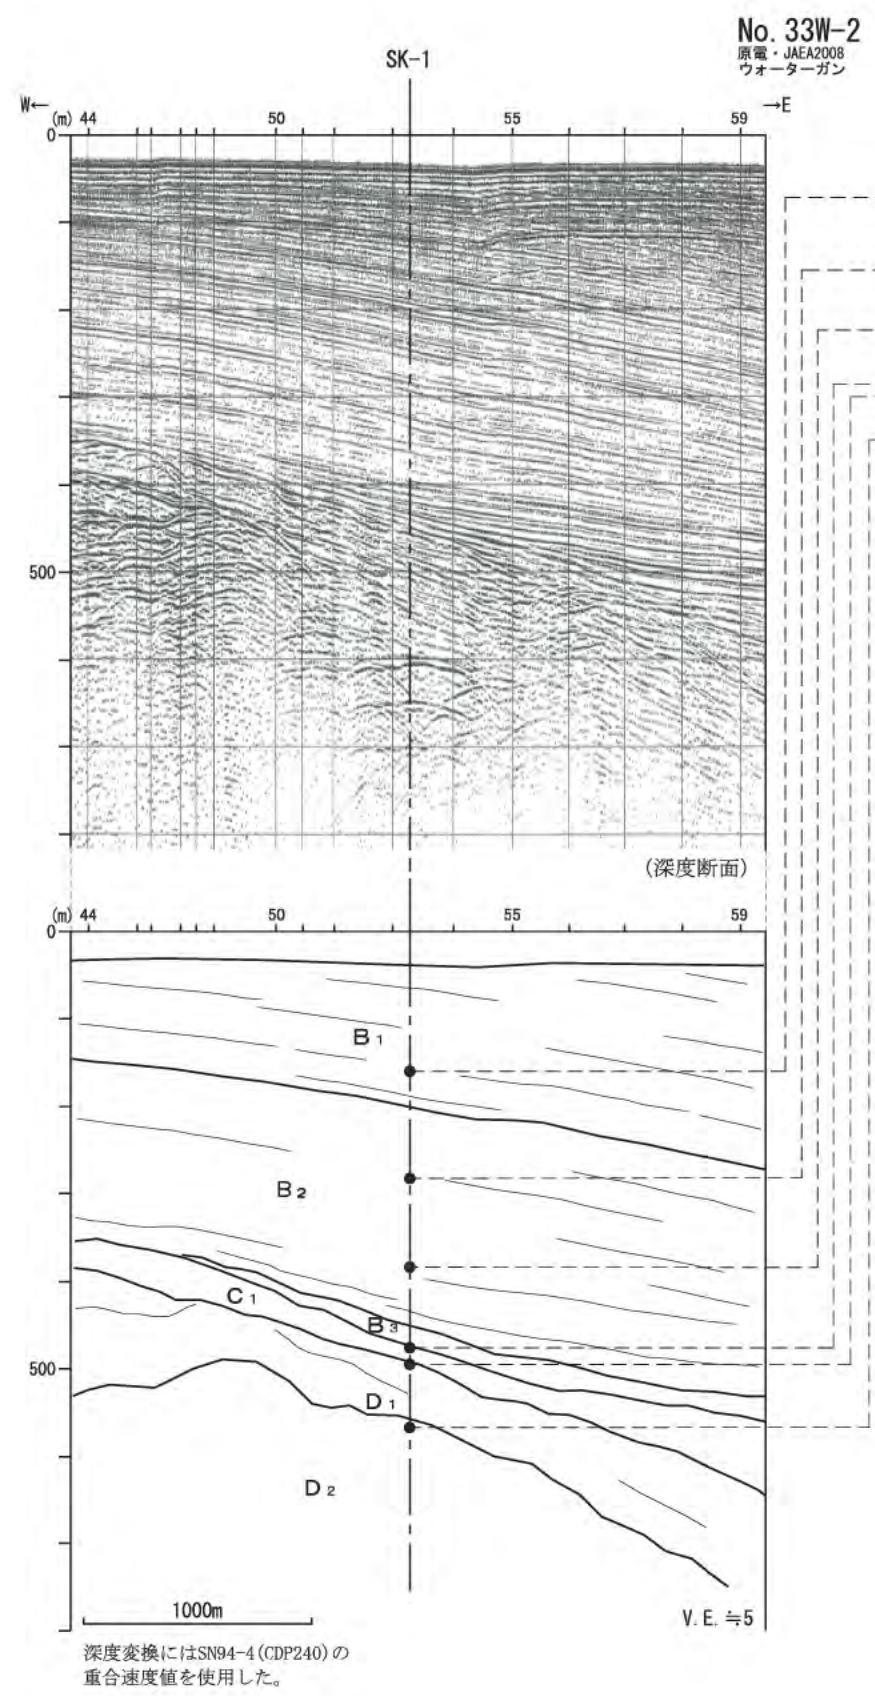 No. 33W-2
原電・JAEA2008
ウォーターガン
SK-1
W← →E
(m) 44 50 55 59
0
500
(深度断面)
(m) 44 50 55 59
0
B1
B2
C1
B3
500
D1
D2
1000m
V.E.≒5
深度変換にはSN94-4(CDP240)の
重合速度値を使用した。